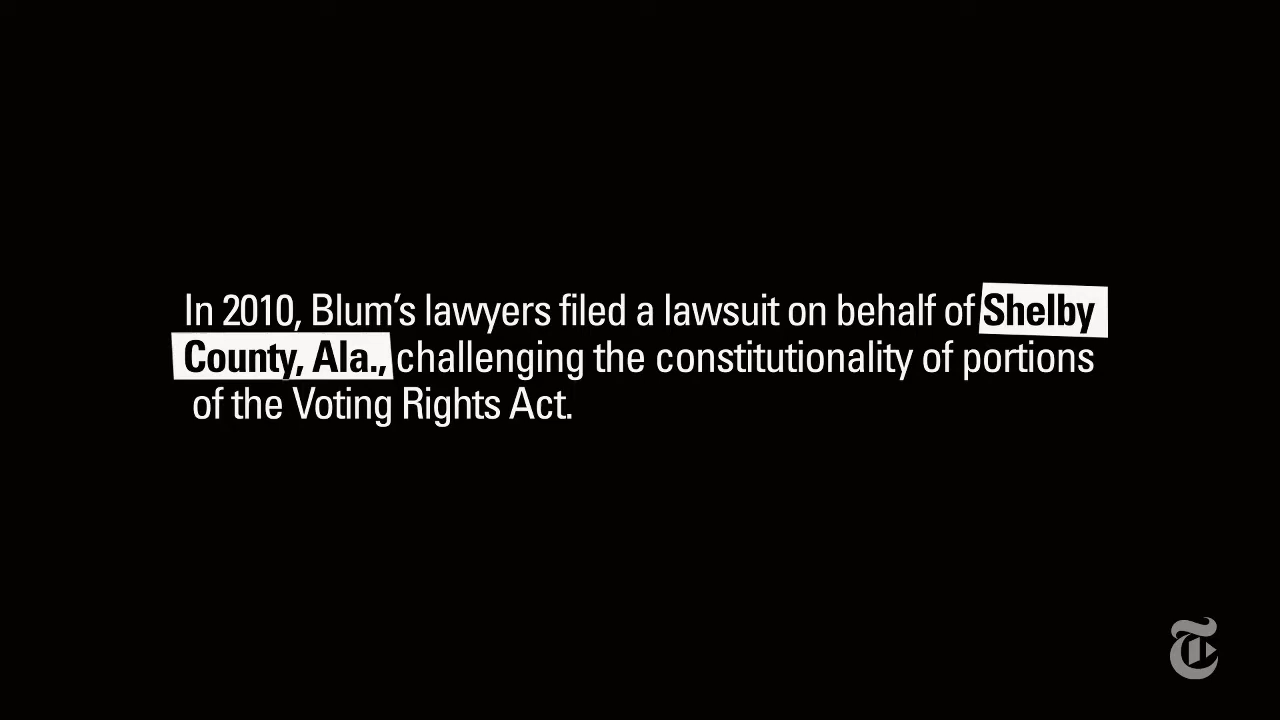 In 2010, Blum’s lawyers filed a lawsuit on behalf of Shelby
County, Ala., challenging the constitutionality of portions
of the Voting Rights Act.
T